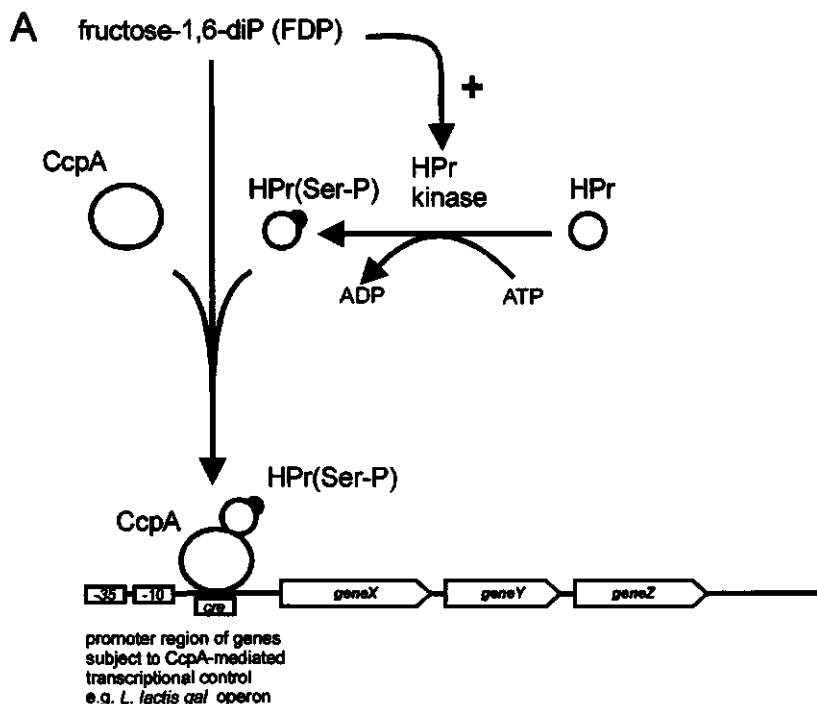 A
fructose-1,6-diP (FDP)
+
CcpA
HPr(Ser-P)
HPr
kinase
HPr
ADP
ATP
HPr(Ser-P)
CcpA
-35
-10
cre
geneX
geneY
geneZ
promoter region of genes
subject to CcpA-mediated
transcriptional control
e.g. L. lactis gal operon